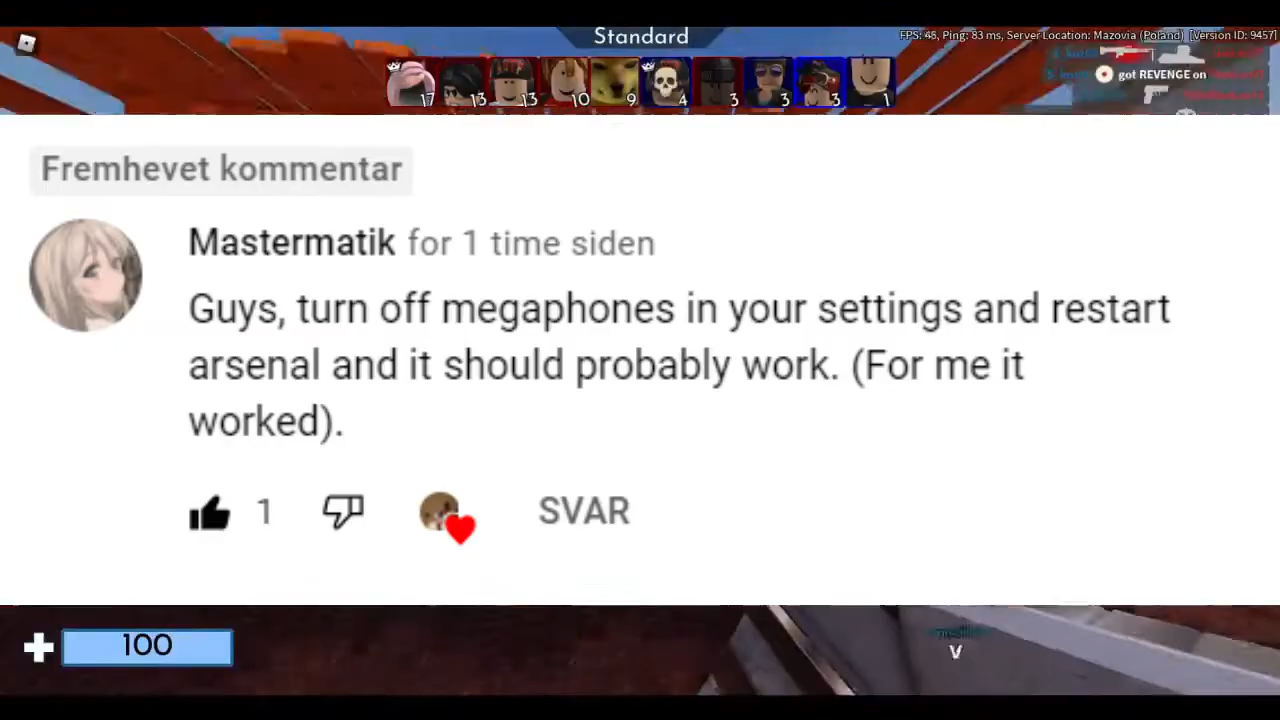 Standard
FPS: 48, Ping: 83 ms, Server Location: Mazovia (Poland) [Version ID: 9457]
got REVENGE on
17 13 13 10 9 4 3 3 3 1
Fremhevet kommentar
Mastermatik for 1 time siden
Guys, turn off megaphones in your settings and restart
arsenal and it should probably work. (For me it
worked).
1 SVAR
100
V